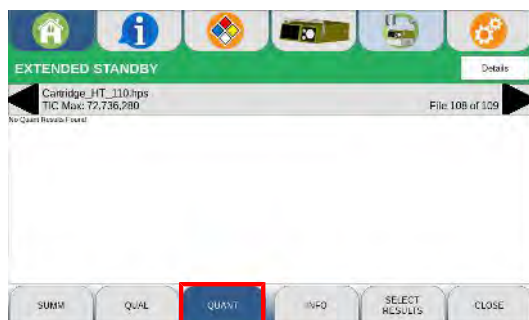 EXTENDED STANDBY
Details
Cartridge_HT_110.hps
TIC Max: 72,736,280
File 108 of 109
No Quant Results Found
SUMM
QUAL
QUANT
INFO
SELECT
RESULTS
CLOSE